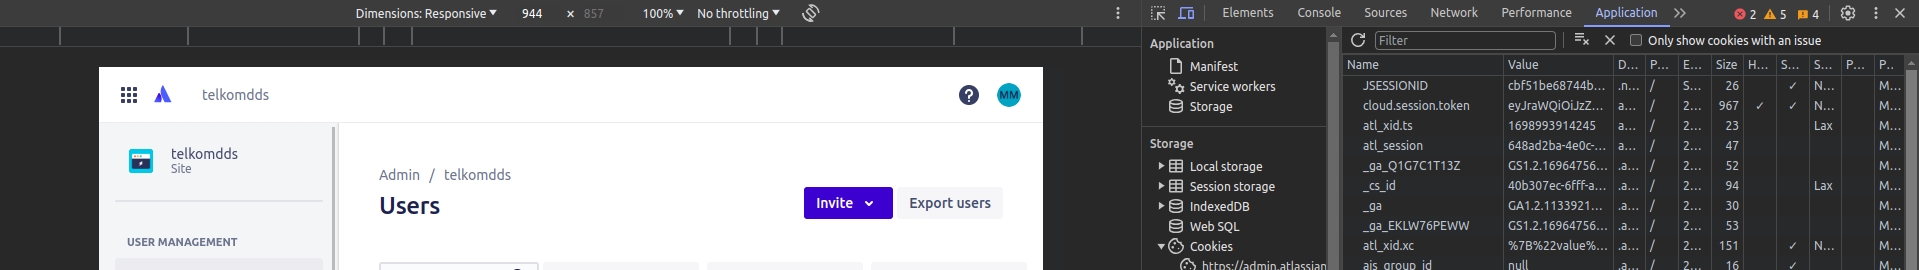 Dimensions: Responsive 944 × 857 100% No throttling
Elements Console Sources Network Performance Application 2 5 4
telkomdds
MM
telkomdds
Site
USER MANAGEMENT
Admin / telkomdds
Users
Invite
Export users
Application
Manifest
Service workers
Storage
Storage
Local storage
Session storage
IndexedDB
Web SQL
Cookies
https://admin.atlassian
Filter
Only show cookies with an issue
Name Value D... P... E... Size H... S... S... P... P...
JSESSIONID cbf51be68744b... .n... / S... 26 ✓ N... M...
cloud.session.token eyJraWQiOiJzZ... a... / 2... 967 ✓ ✓ N... M...
atl_xid.ts 1698993914245 a... / 2... 23 Lax M...
atl_session 648ad2ba-4e0c-... a... / 2... 47 M...
_ga_Q1G7C1T13Z GS1.2.16964756... .a... / 2... 52 M...
_cs_id 40b307ec-6fff-a... .a... / 2... 94 Lax M...
_ga GA1.2.1133921... .a... / 2... 30 M...
_ga_EKLW76PEWW GS1.2.16964756... .a... / 2... 53 M...
atl_xid.xc %7B%22value%... .a... / 2... 151 ✓ N... M...
ajs_group_id null .a... / 2... 16 ✓ M...